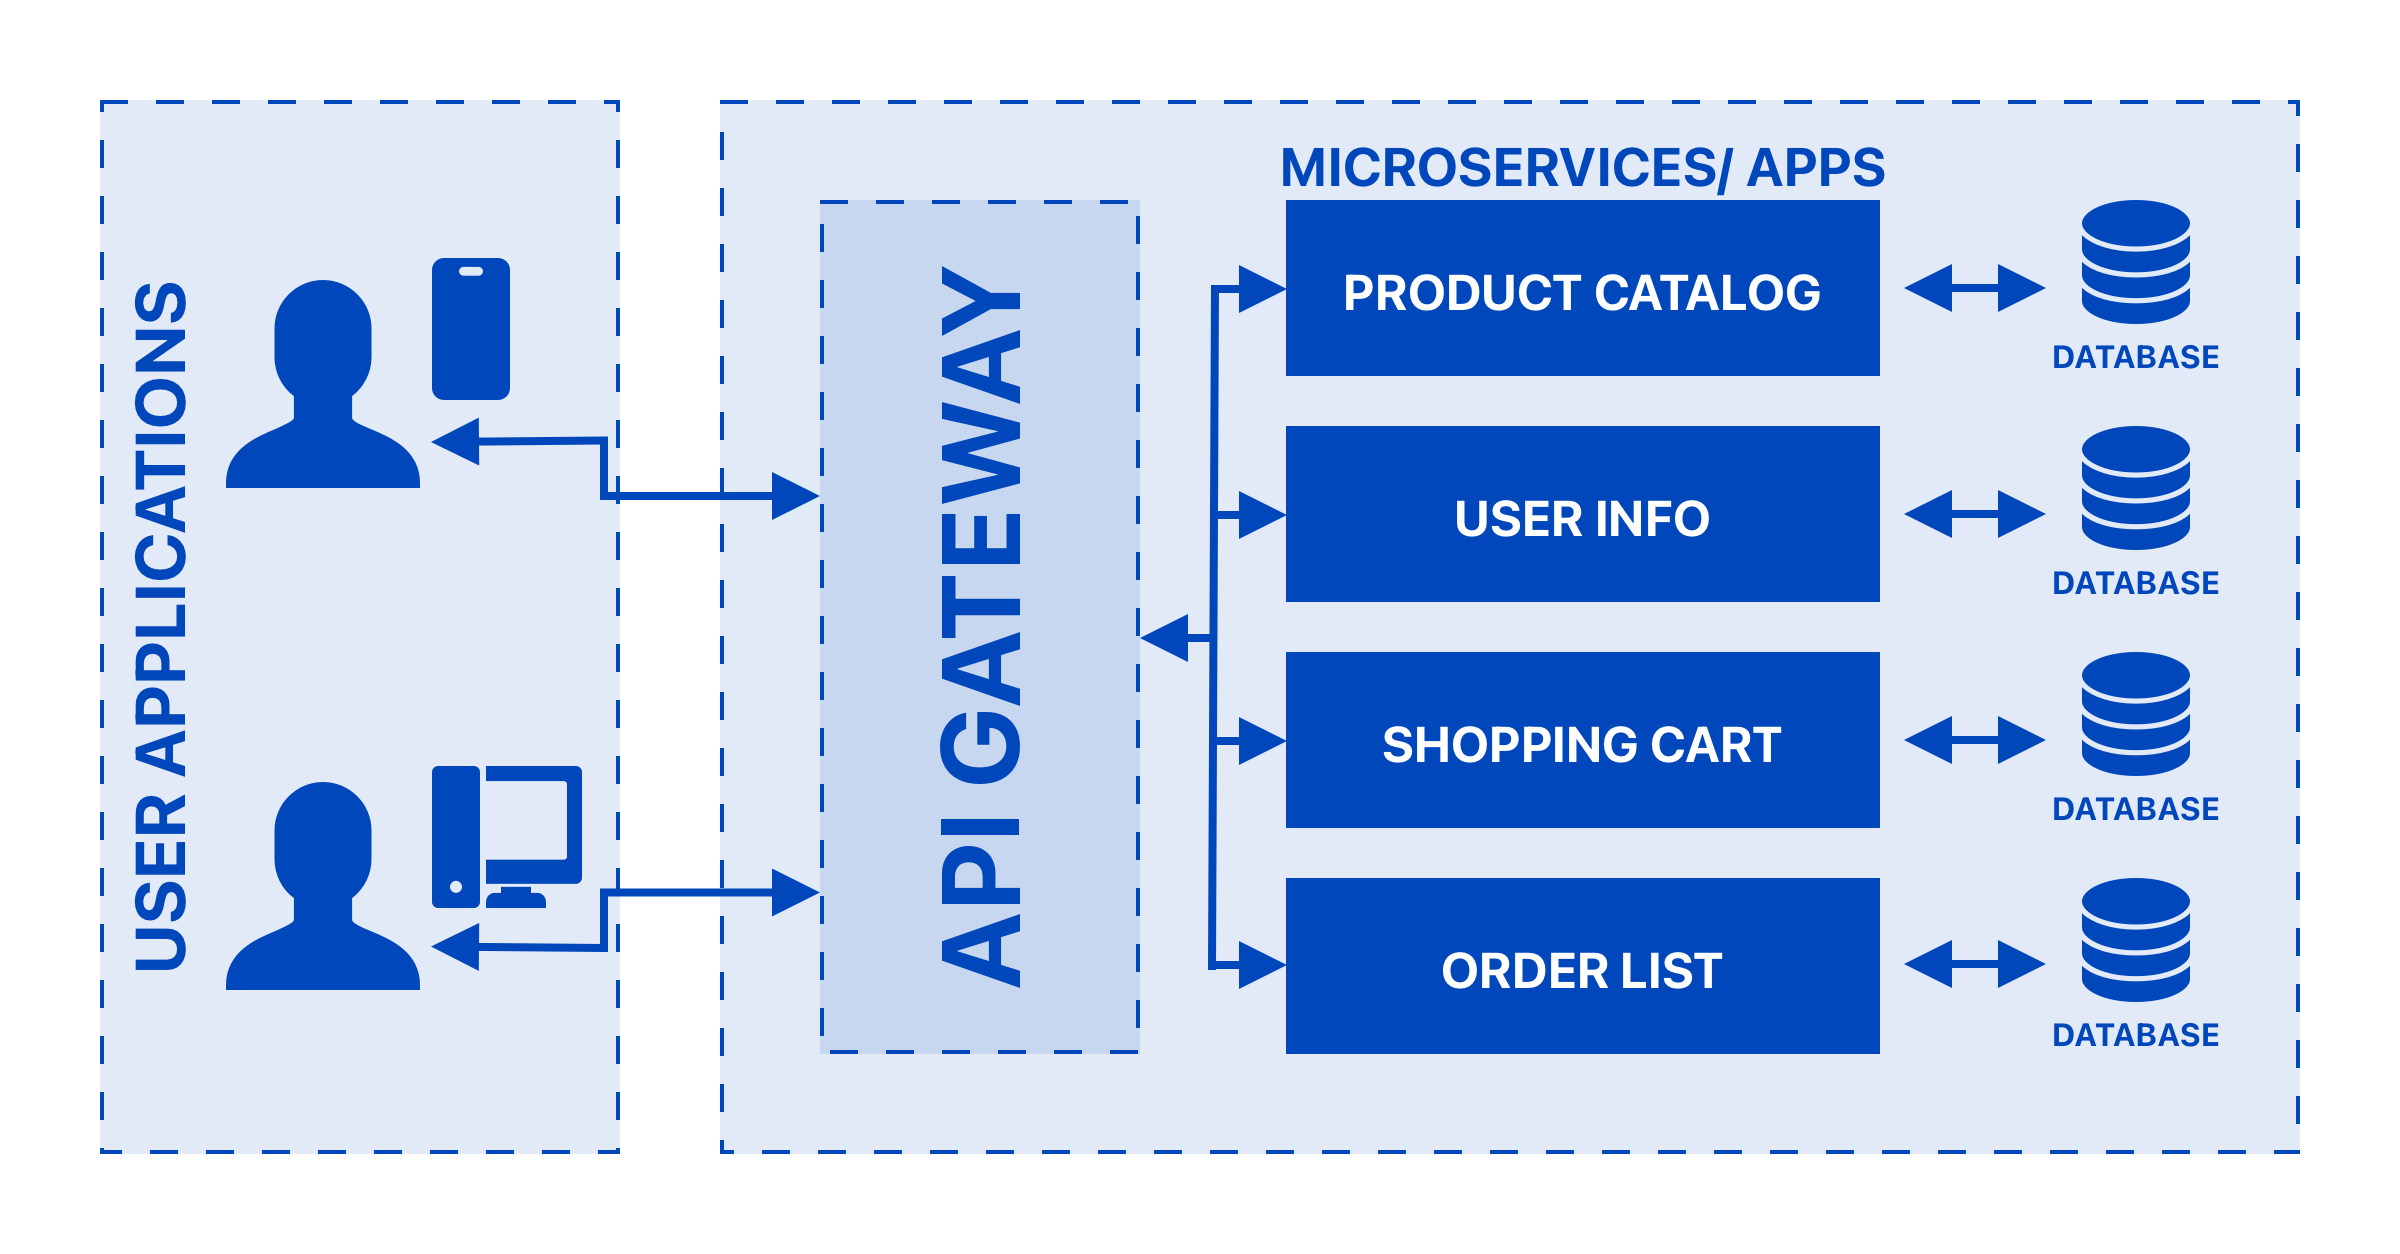 USER APPLICATIONS
API GATEWAY
MICROSERVICES/ APPS
PRODUCT CATALOG
DATABASE
USER INFO
DATABASE
SHOPPING CART
DATABASE
ORDER LIST
DATABASE